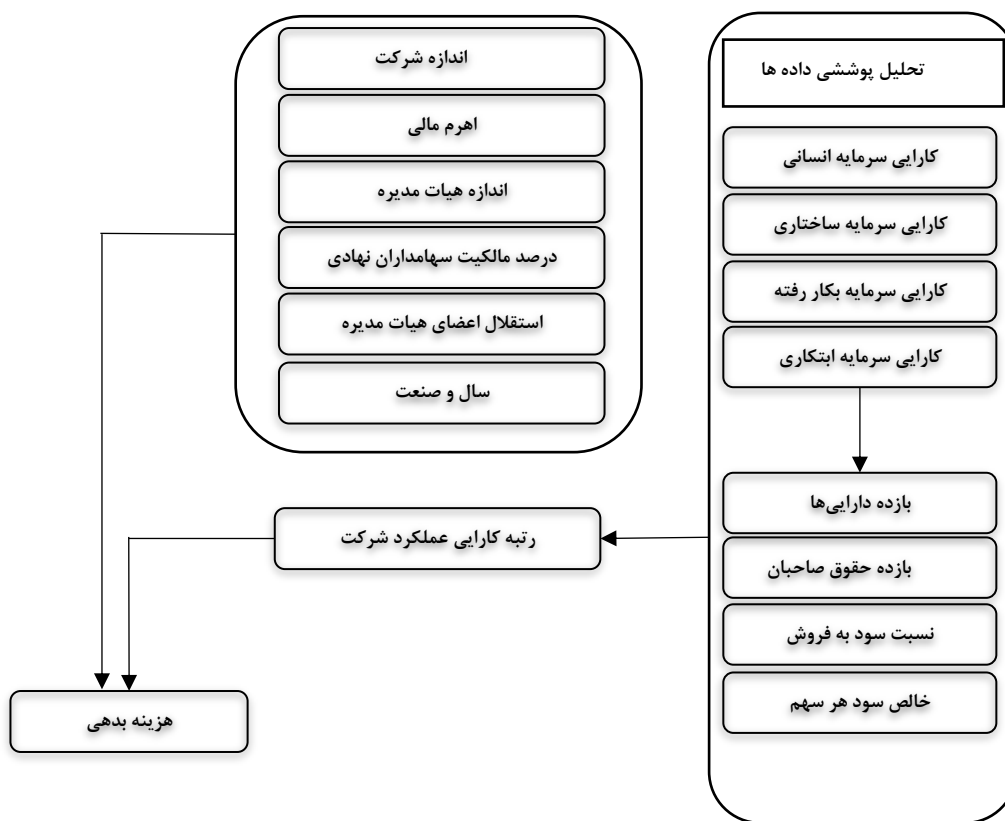 تحلیل پوششی داده ها
کارایی سرمایه انسانی
کارایی سرمایه ساختاری
کارایی سرمایه بکار رفته
کارایی سرمایه ابتکاری
بازده دارایی‌ها
بازده حقوق صاحبان
نسبت سود به فروش
خالص سود هر سهم
اندازه شرکت
اهرم مالی
اندازه هیات مدیره
درصد مالکیت سهامداران نهادی
استقلال اعضای هیات مدیره
سال و صنعت
رتبه کارایی عملکرد شرکت
هزینه بدهی